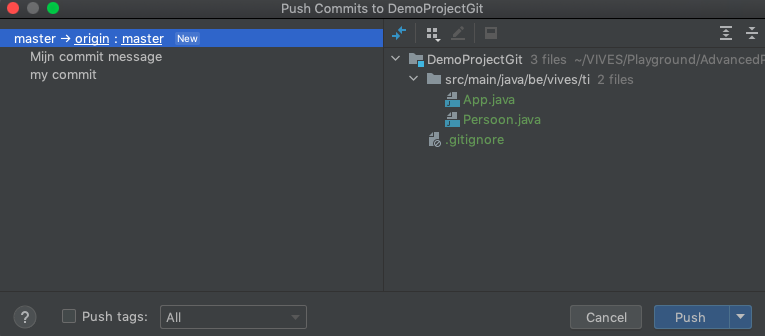 Push Commits to DemoProjectGit
master → origin : master New
Mijn commit message
my commit
DemoProjectGit 3 files ~/VIVES/Playground/AdvancedP
src/main/java/be/vives/ti 2 files
App.java
Persoon.java
.gitignore
? Push tags: All Cancel Push